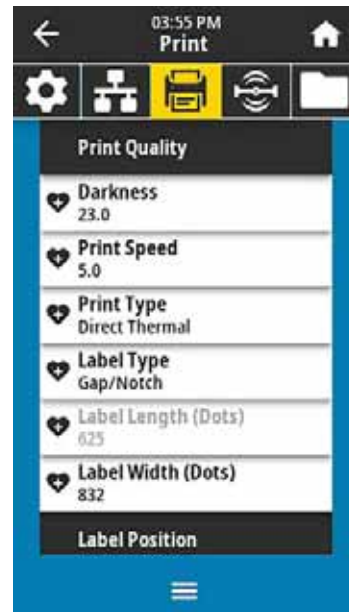 03:55 PM
Print
Print Quality
Darkness
23.0
Print Speed
5.0
Print Type
Direct Thermal
Label Type
Gap/Notch
Label Length (Dots)
625
Label Width (Dots)
832
Label Position